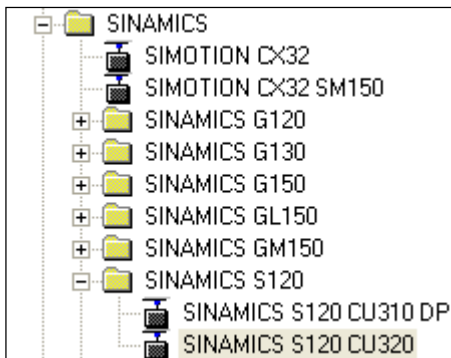 SINAMICS
SIMOTION CX32
SIMOTION CX32 SM150
SINAMICS G120
SINAMICS G130
SINAMICS G150
SINAMICS GL150
SINAMICS GM150
SINAMICS S120
SINAMICS S120 CU310 DP
SINAMICS S120 CU320